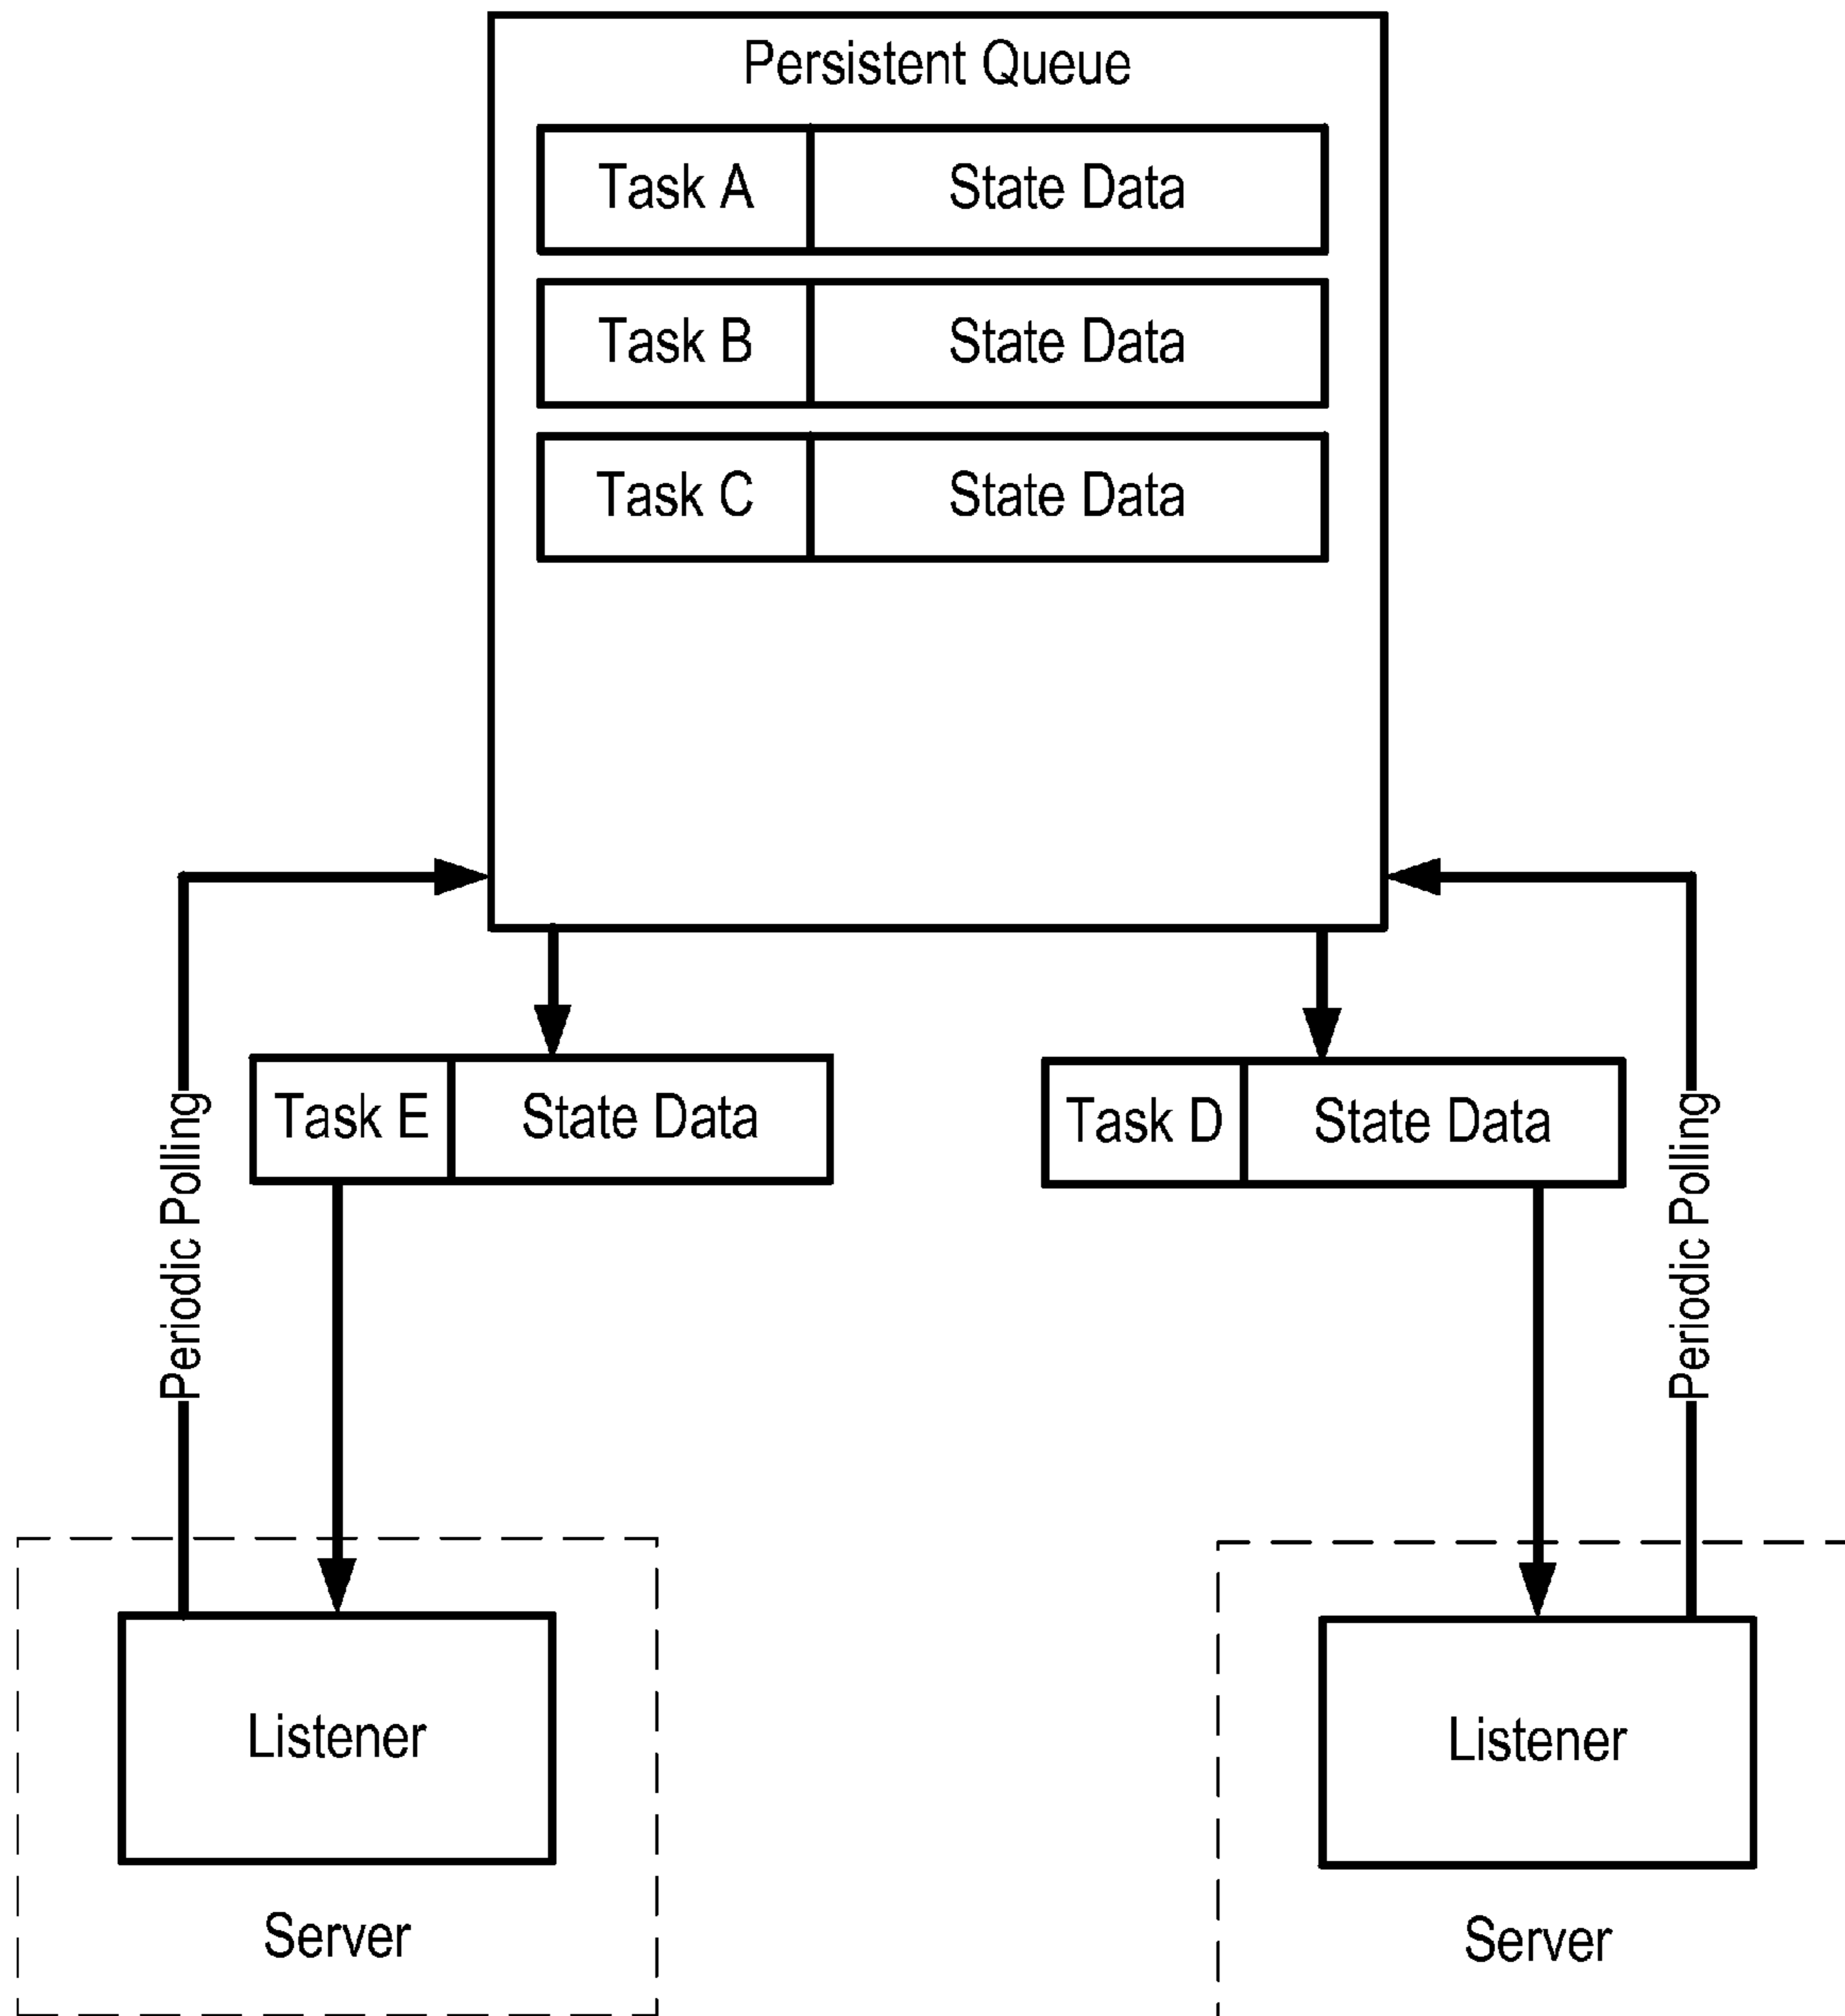 Persistent Queue
Task A State Data
Task B State Data
Task C State Data
Task E State Data
Task D State Data
Periodic Polling
Periodic Polling
Listener
Server
Listener
Server